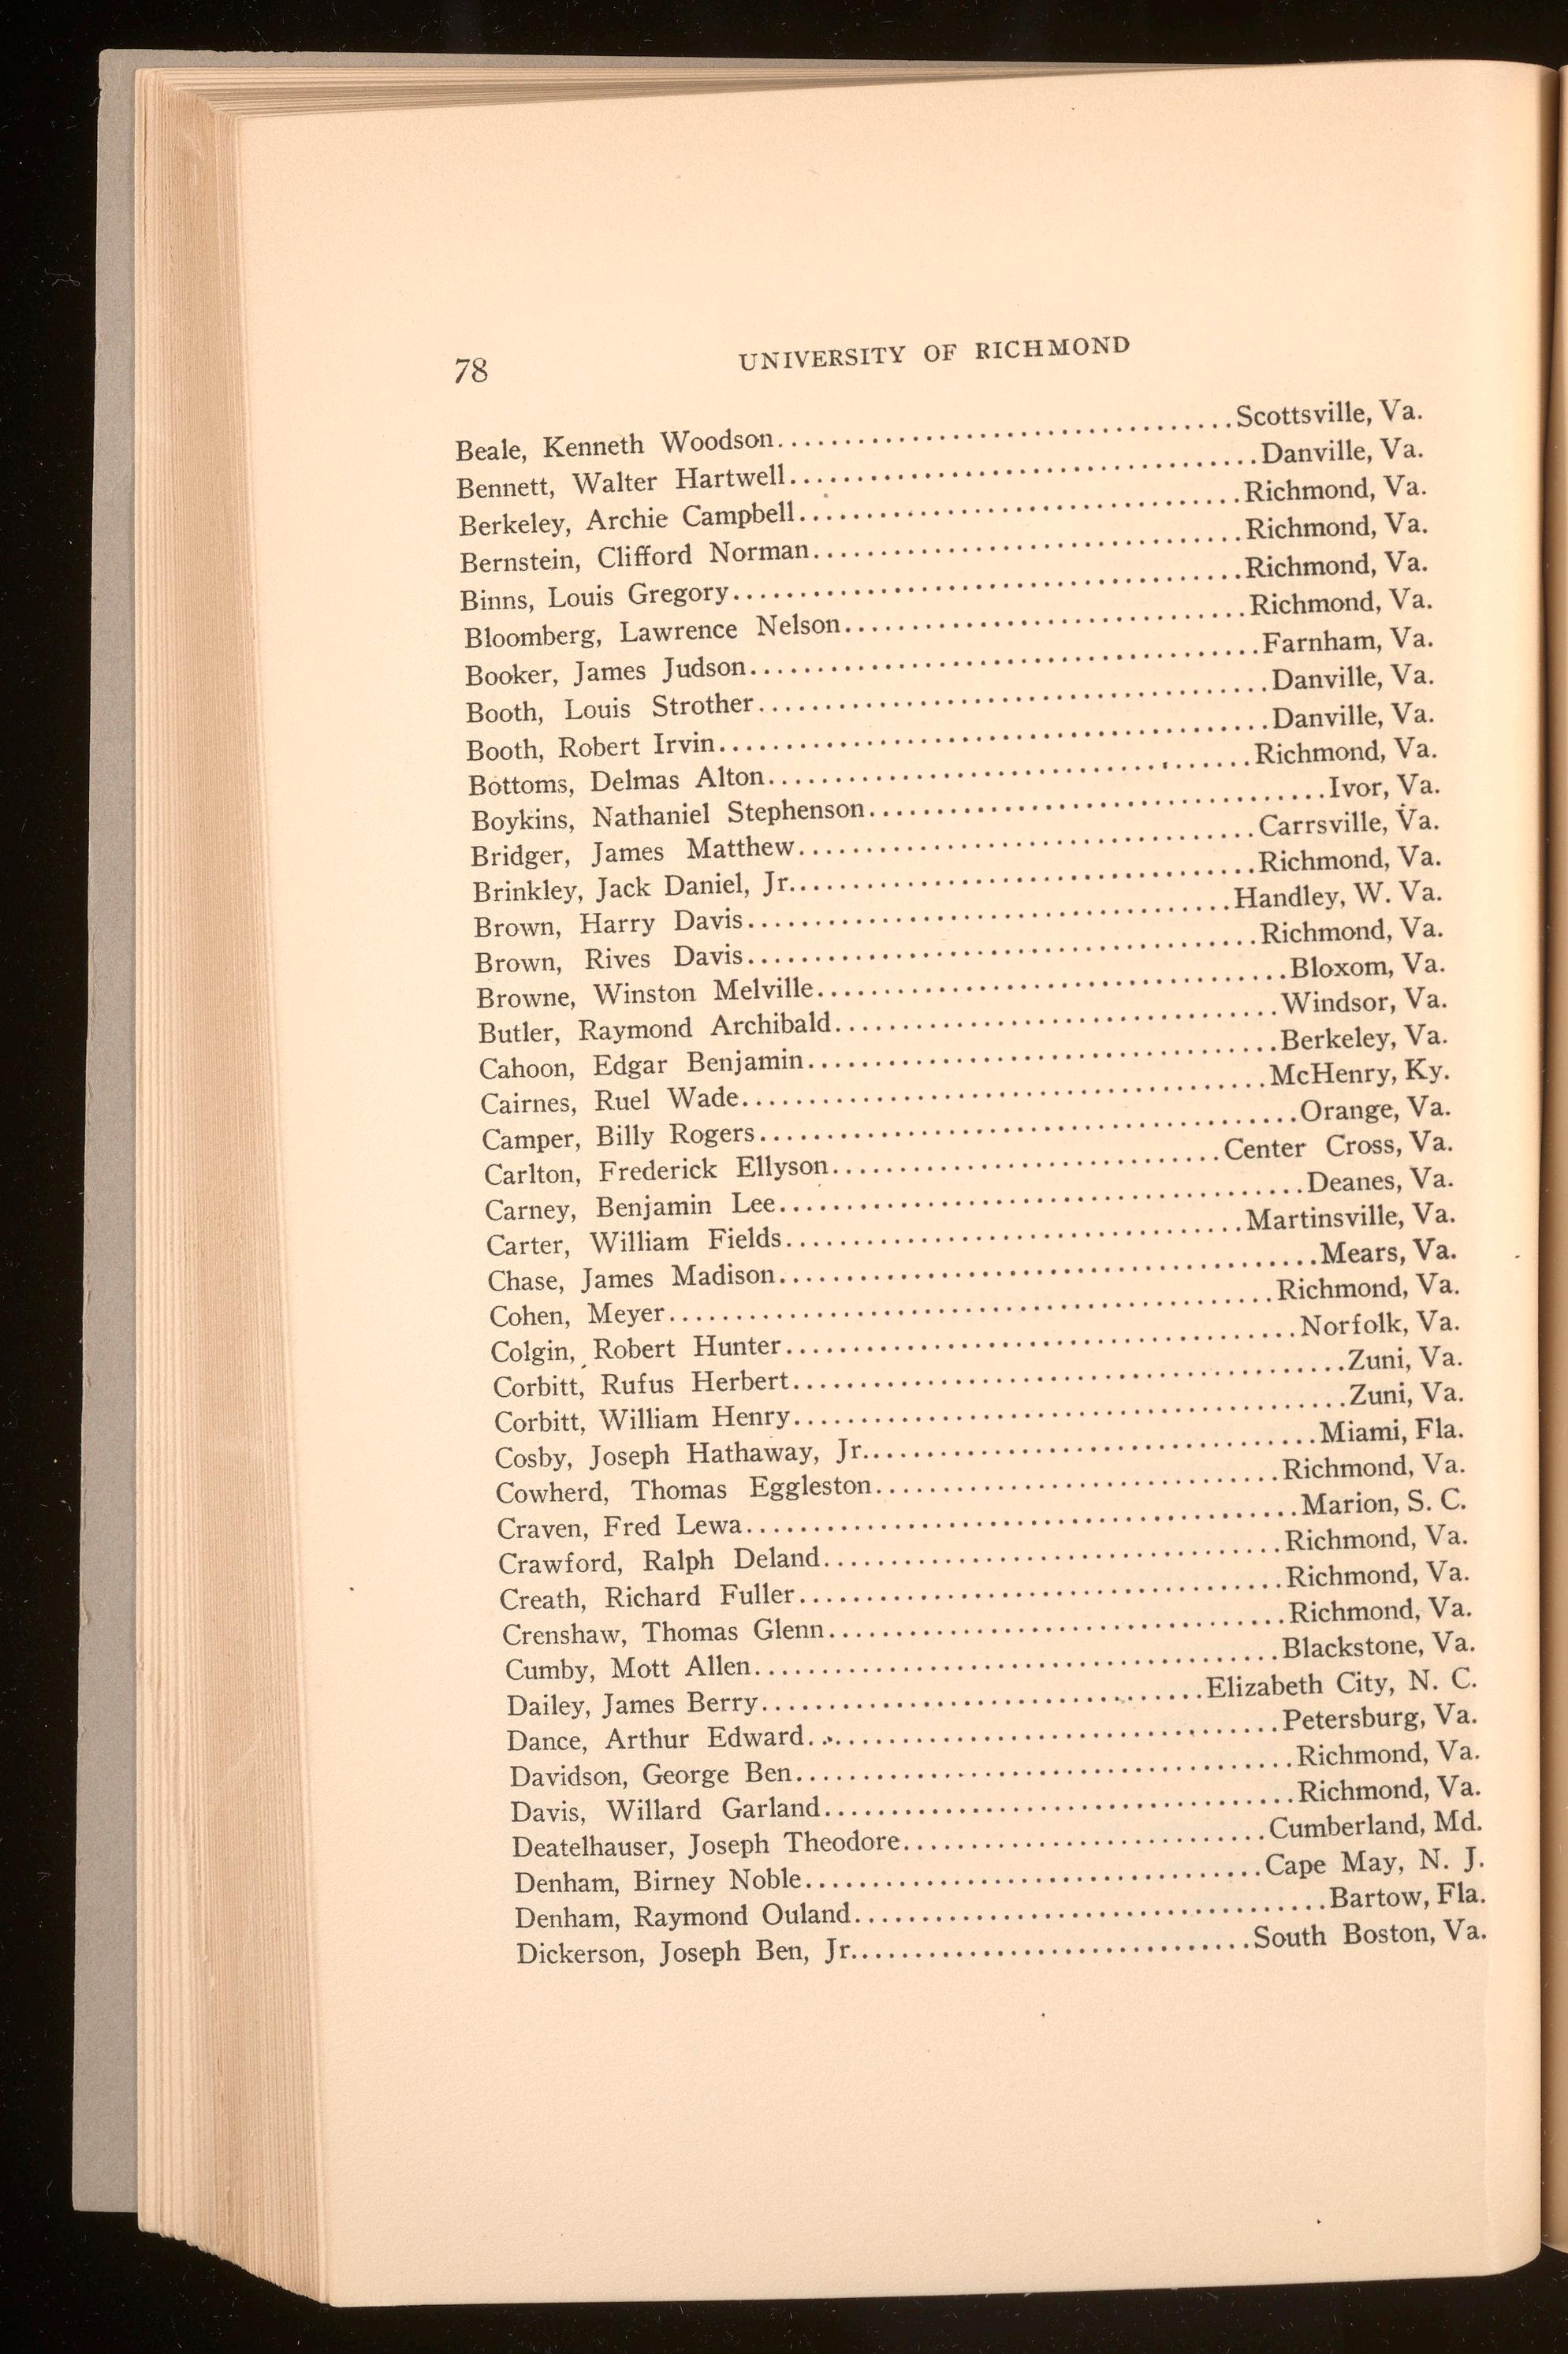 78 UNIVERSITY OF RICHMOND
Beale, Kenneth Woodson..................................Scottsville, Va.
Bennett, Walter Hartwell...................................Danville, Va.
Berkeley, Archie Campbell.................................Richmond, Va.
Bernstein, Clifford Norman................................Richmond, Va.
Binns, Louis Gregory......................................Richmond, Va.
Bloomberg, Lawrence Nelson..............................Richmond, Va.
Booker, James Judson......................................Farnham, Va.
Booth, Louis Strother......................................Danville, Va.
Booth, Robert Irvin.........................................Danville, Va.
Bottoms, Delmas Alton....................................Richmond, Va.
Boykins, Nathaniel Stephenson..................................Ivor, Va.
Bridger, James Matthew..................................Carrsville, Va.
Brinkley, Jack Daniel, Jr...................................Richmond, Va.
Brown, Harry Davis....................................Handley, W. Va.
Brown, Rives Davis......................................Richmond, Va.
Browne, Winston Melville...................................Bloxom, Va.
Butler, Raymond Archibald.................................Windsor, Va.
Cahoon, Edgar Benjamin...................................Berkeley, Va.
Cairnes, Ruel Wade.......................................McHenry, Ky.
Camper, Billy Rogers........................................Orange, Va.
Carlton, Frederick Ellyson.............................Center Cross, Va.
Carney, Benjamin Lee.......................................Deanes, Va.
Carter, William Fields..................................Martinsville, Va.
Chase, James Madison........................................Mears, Va.
Cohen, Meyer.............................................Richmond, Va.
Colgin, Robert Hunter......................................Norfolk, Va.
Corbitt, Rufus Herbert.........................................Zuni, Va.
Corbitt, William Henry.........................................Zuni, Va.
Cosby, Joseph Hathaway, Jr..................................Miami, Fla.
Cowherd, Thomas Eggleston..............................Richmond, Va.
Craven, Fred Lewa.........................................Marion, S. C.
Crawford, Ralph Deland..................................Richmond, Va.
Creath, Richard Fuller....................................Richmond, Va.
Crenshaw, Thomas Glenn..................................Richmond, Va.
Cumby, Mott Allen.......................................Blackstone, Va.
Dailey, James Berry.................................Elizabeth City, N. C.
Dance, Arthur Edward...................................Petersburg, Va.
Davidson, George Ben.....................................Richmond, Va.
Davis, Willard Garland...................................Richmond, Va.
Deatelhauser, Joseph Theodore...........................Cumberland, Md.
Denham, Birney Noble..................................Cape May, N. J.
Denham, Raymond Ouland...................................Bartow, Fla.
Dickerson, Joseph Ben, Jr..............................South Boston, Va.